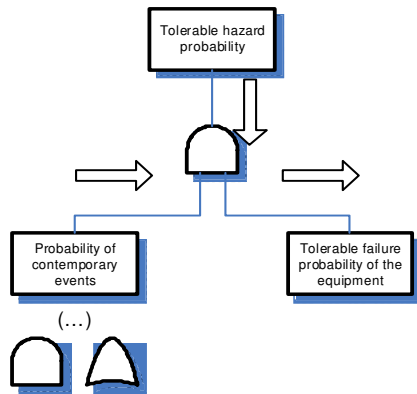 Tolerable hazard
probability
Probability of
contemporary
events
Tolerable failure
probability of the
equipment
(...)